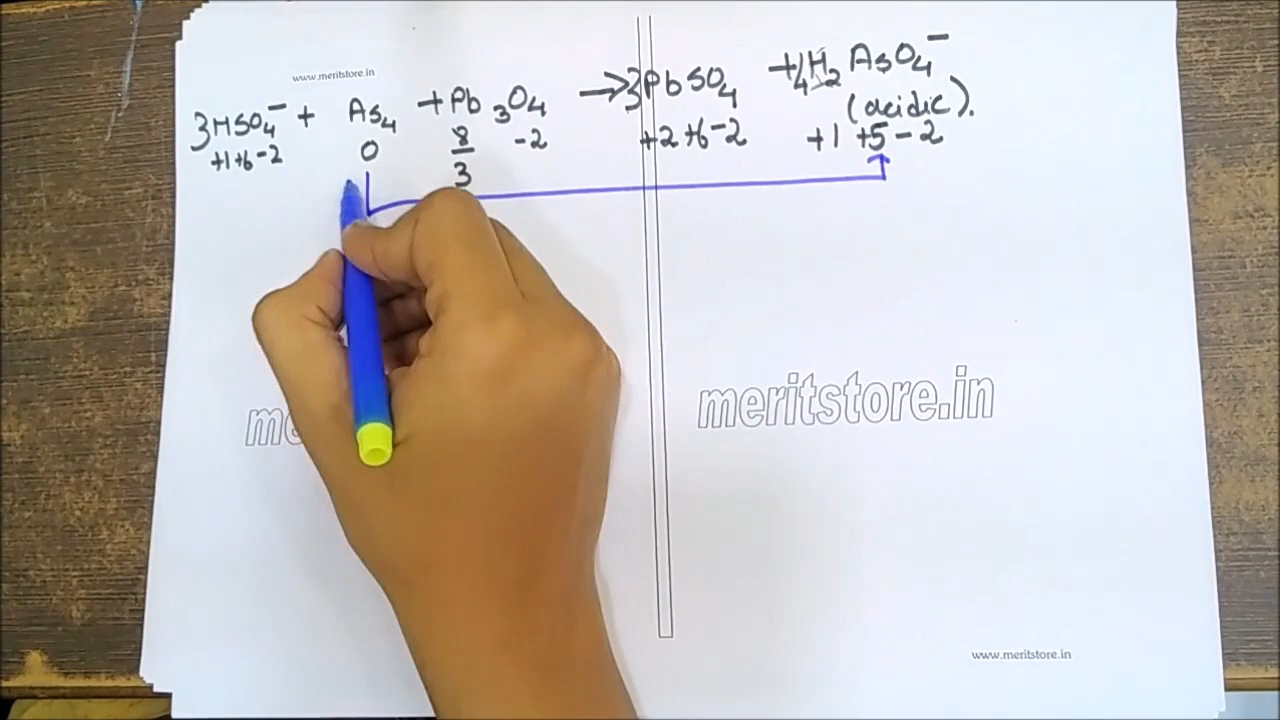 www.meritstore.in
3HSO4⁻ + As4 + Pb3O4 → 3PbSO4 + 4H2AsO4⁻
(acidic).
+1 +6 -2 0 8/3 -2 +2 +6 -2 +1 +5 -2
meritstore.in
me
www.meritstore.in